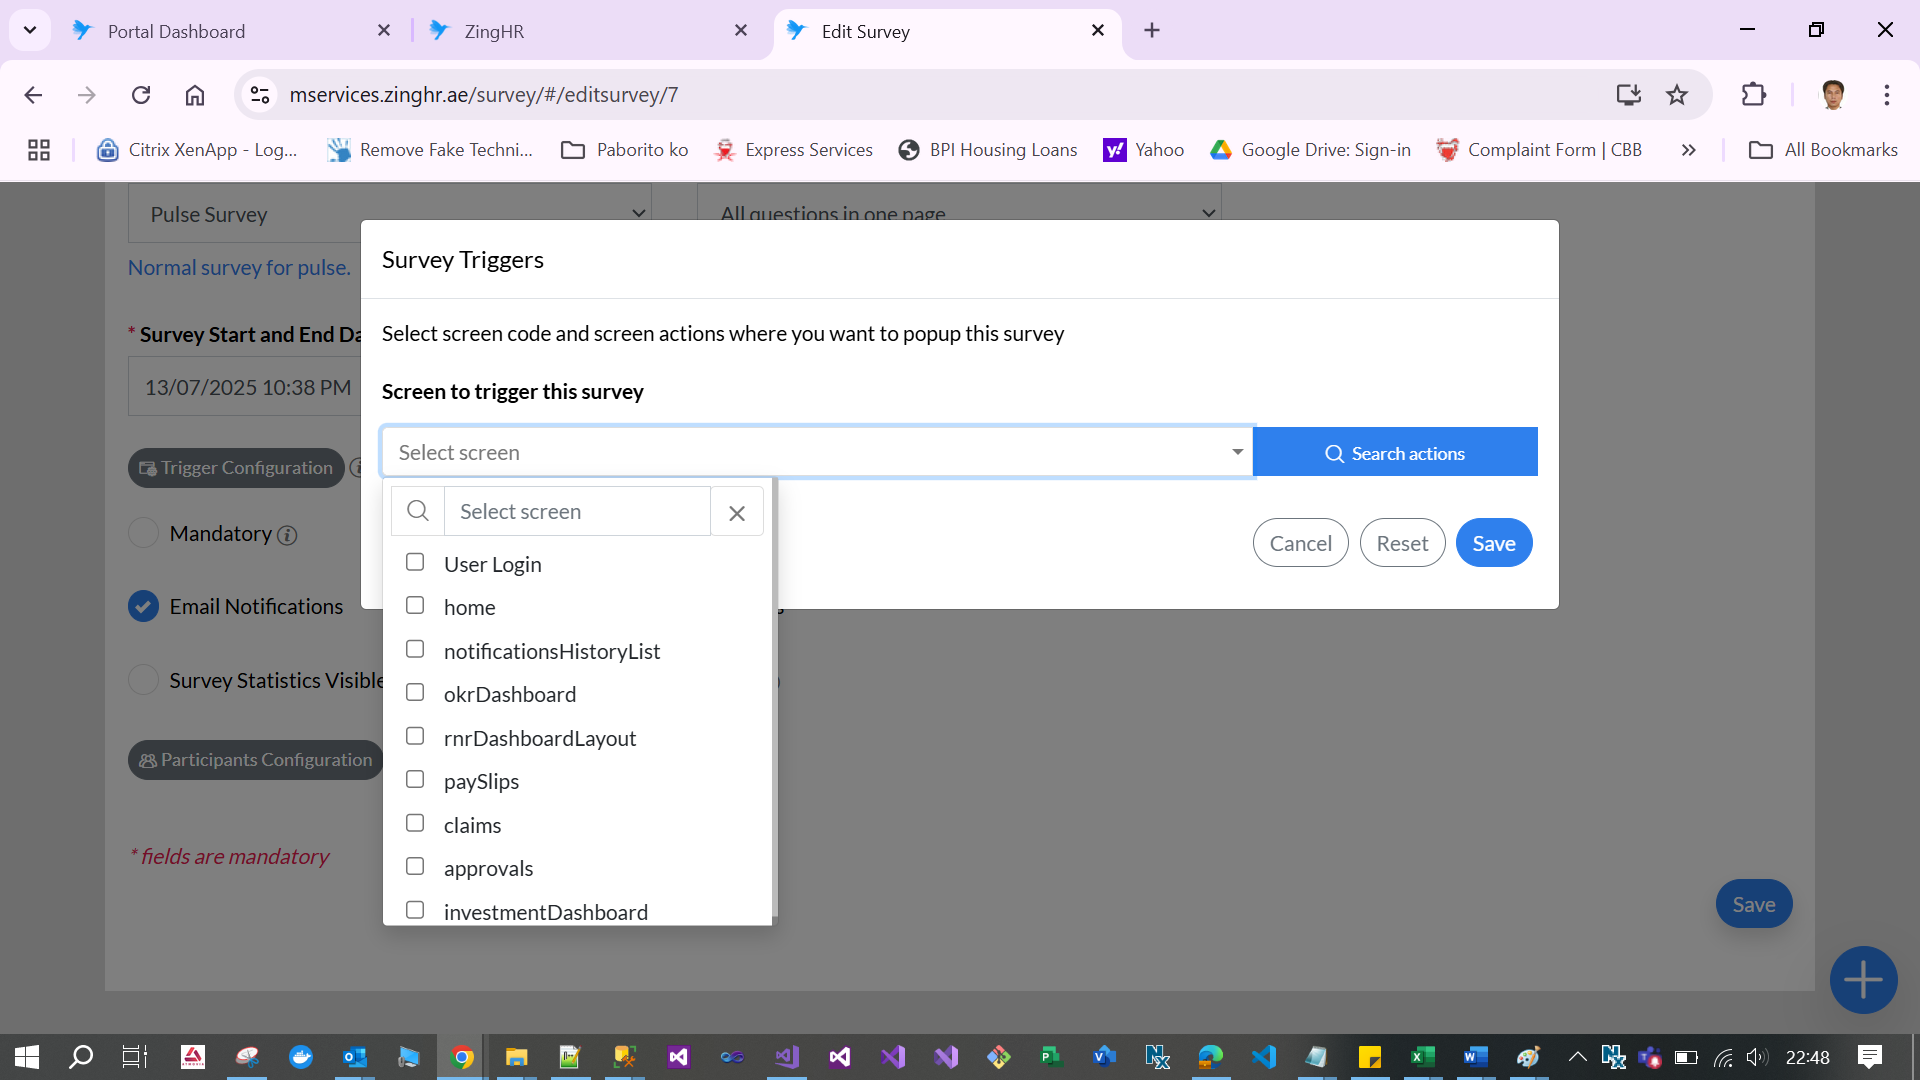 Portal Dashboard
ZingHR
Edit Survey
mservices.zinghr.ae/survey/#/editsurvey/7
Citrix XenApp - Log...
Remove Fake Techni...
Paborito ko
Express Services
BPI Housing Loans
Yahoo
Google Drive: Sign-in
Complaint Form | CBB
All Bookmarks
Pulse Survey
All questions in one page
Normal survey for pulse.
* Survey Start and End Da
13/07/2025 10:38 PM
Trigger Configuration
Mandatory
Email Notifications
Survey Statistics Visible
Participants Configuration
* fields are mandatory
Survey Triggers
Select screen code and screen actions where you want to popup this survey
Screen to trigger this survey
Select screen
Search actions
Select screen
User Login
home
notificationsHistoryList
okrDashboard
rnrDashboardLayout
paySlips
claims
approvals
investmentDashboard
Cancel
Reset
Save
Save
22:48